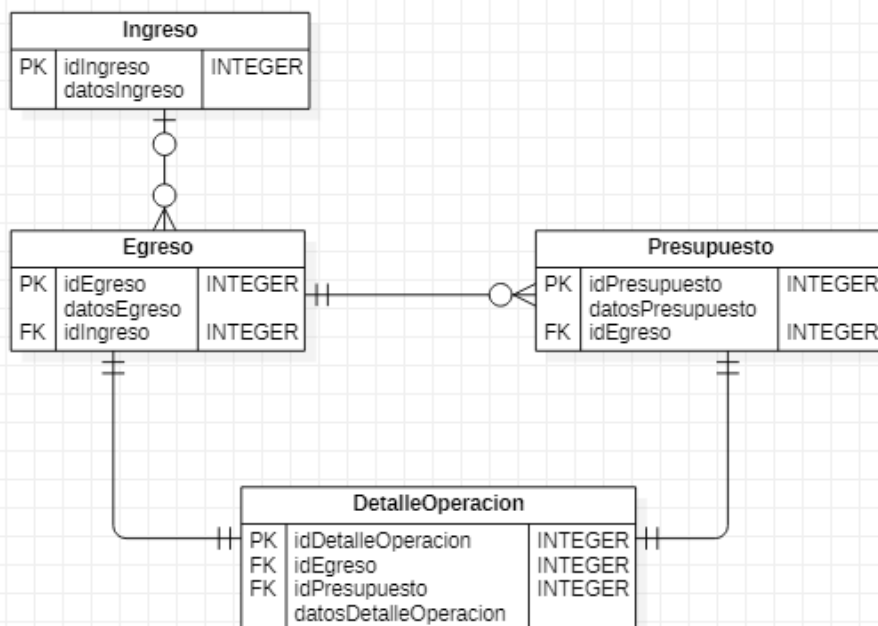 Ingreso
PK idIngreso INTEGER
datosIngreso
Egreso
PK idEgreso INTEGER
datosEgreso
FK idIngreso INTEGER
Presupuesto
PK idPresupuesto INTEGER
datosPresupuesto
FK idEgreso INTEGER
DetalleOperacion
PK idDetalleOperacion INTEGER
FK idEgreso INTEGER
FK idPresupuesto INTEGER
datosDetalleOperacion